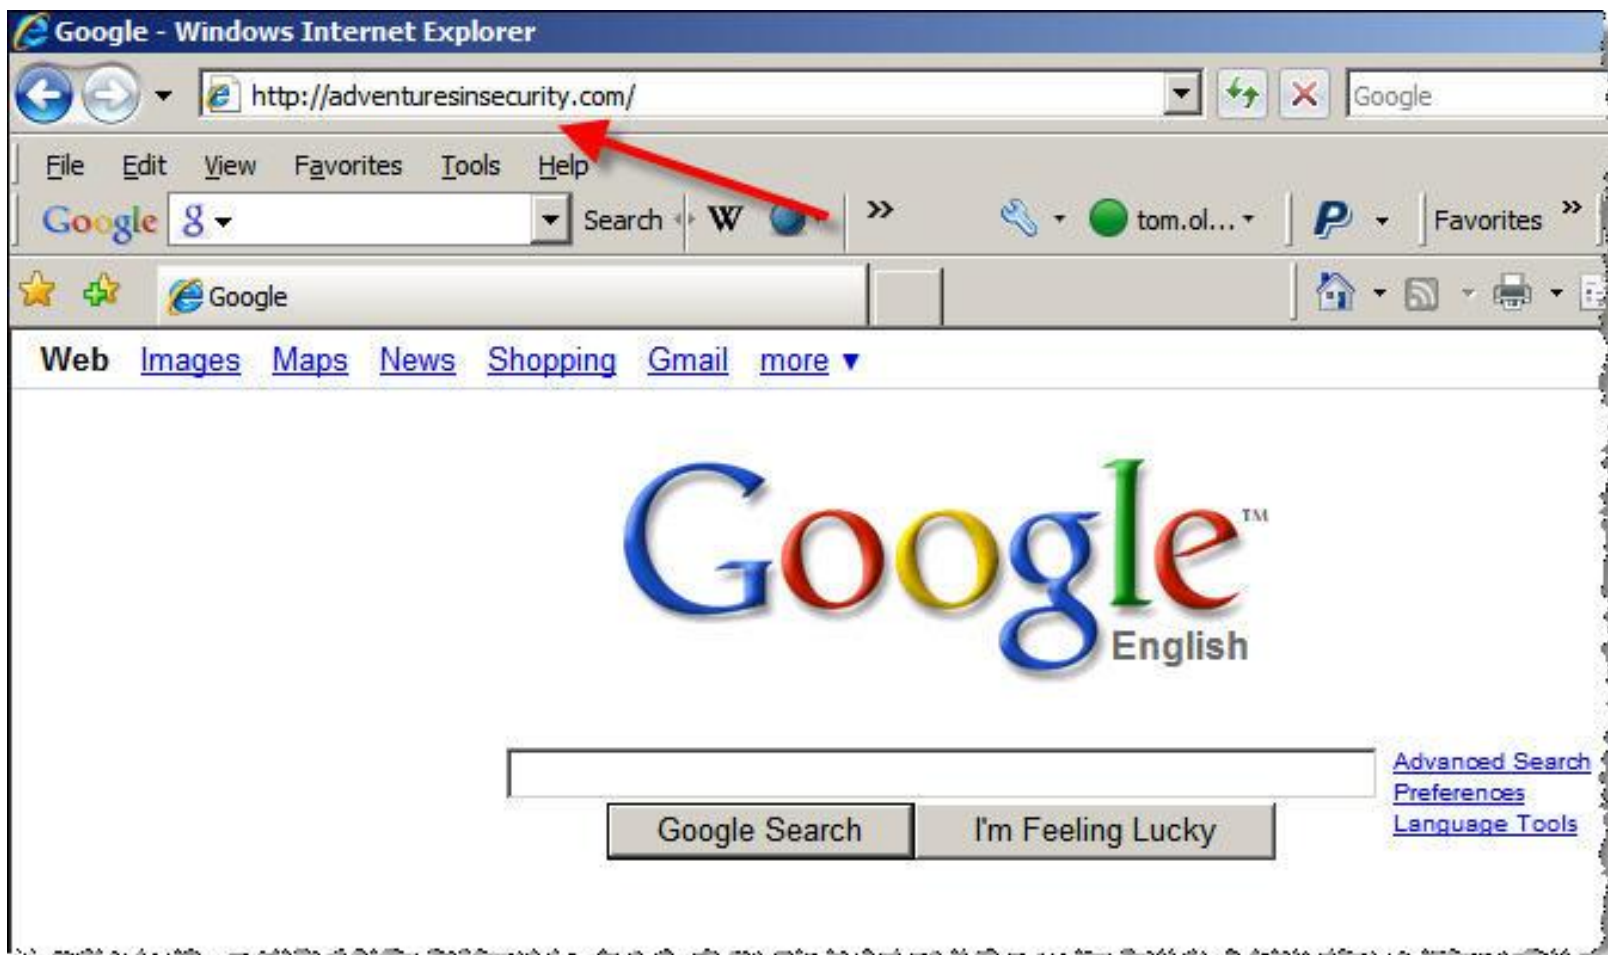 Google - Windows Internet Explorer
http://adventuresinsecurity.com/
Google
File Edit View Favorites Tools Help
Google g Search W » tom.ol... P Favorites »
Google
Web Images Maps News Shopping Gmail more ▼
Google™
English
Advanced Search
Preferences
Language Tools
Google Search I'm Feeling Lucky